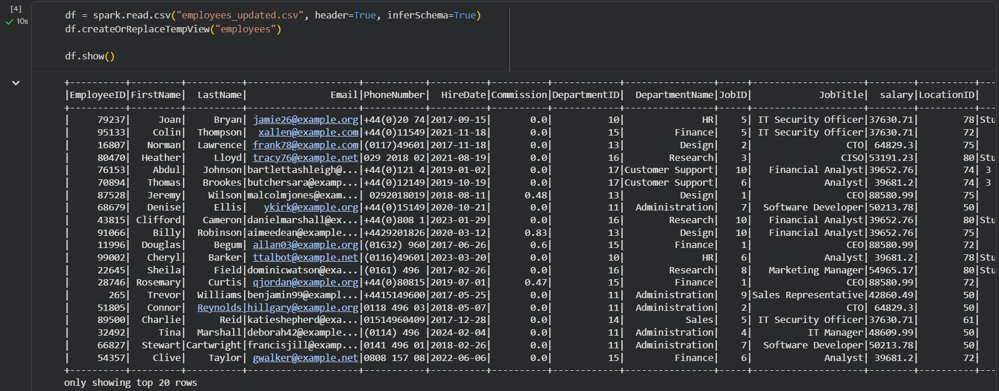 [4]
10s
df = spark.read.csv("employees_updated.csv", header=True, inferSchema=True)
df.createOrReplaceTempView("employees")
df.show()
+----------+---------+----------+--------------------+-----------+----------+----------+------------+----------------+-----+--------------------+--------+----------+---
|EmployeeID|FirstName|  LastName|               Email|PhoneNumber|  HireDate|Commission|DepartmentID|  DepartmentName|JobID|            JobTitle|  salary|LocationID|
+----------+---------+----------+--------------------+-----------+----------+----------+------------+----------------+-----+--------------------+--------+----------+---
|     79237|     Joan|     Bryan| jamie26@example.org|+44(0)20 74|2017-09-15|       0.0|          10|              HR|    5| IT Security Officer|37630.71|        78|Stu
|     95133|    Colin|  Thompson|  xallen@example.com|+44(0)11549|2021-11-18|       0.0|          15|         Finance|    5| IT Security Officer|37630.71|        72|
|     16807|   Norman|  Lawrence| frank78@example.com|(0117)49601|2017-11-18|       0.0|          13|          Design|    2|                 CTO| 64829.3|        75|
|     80470|  Heather|     Lloyd| tracy76@example.net|029 2018 02|2021-08-19|       0.0|          16|        Research|    3|                CISO|53191.23|        80|Stu
|     76153|    Abdul|   Johnson|bartlettashleigh@...|+44(0)121 4|2019-01-02|       0.0|          17|Customer Support|   10|   Financial Analyst|39652.76|        74| 3
|     70894|   Thomas|   Brookes|butchersara@examp...|+44(0)12149|2019-10-19|       0.0|          17|Customer Support|    6|             Analyst| 39681.2|        74| 3
|     87528|   Jeremy|    Wilson|malcolmjones@exam...| 0292018019|2018-08-11|      0.48|          13|          Design|    1|                 CEO|88580.99|        75|
|     68679|   Denise|     Ellis|   ykirk@example.org|+44(0)15149|2020-10-21|       0.0|          11|  Administration|    7|  Software Developer|50213.78|        50|
|     43815| Clifford|   Cameron|danielmarshall@ex...|+44(0)808 1|2023-01-29|       0.0|          16|        Research|   10|   Financial Analyst|39652.76|        80|Stu
|     91066|    Billy|  Robinson|aimeedean@example...|+4429201826|2020-03-12|      0.83|          13|          Design|   10|   Financial Analyst|39652.76|        75|
|     11996|  Douglas|     Begum| allan03@example.org|(01632) 960|2017-06-26|       0.6|          15|         Finance|    1|                 CEO|88580.99|        72|
|     99002|   Cheryl|    Barker| ttalbot@example.net|(0116)49601|2023-03-20|       0.0|          10|              HR|    6|             Analyst| 39681.2|        78|Stu
|     22645|   Sheila|     Field|dominicwatson@exa...|(0161) 496 |2017-02-26|       0.0|          16|        Research|    8|   Marketing Manager|54965.17|        80|Stu
|     28746| Rosemary|    Curtis| qjordan@example.org|+44(0)80815|2019-07-01|      0.47|          15|         Finance|    1|                 CEO|88580.99|        72|
|       265|   Trevor|  Williams|benjamin99@exampl...|+4415149600|2017-05-25|       0.0|          11|  Administration|    9|Sales Representative|42860.49|        50|
|     51805|   Connor|  Reynolds|hillgary@example.org|0118 496 03|2018-05-07|       0.0|          11|  Administration|    2|                 CTO| 64829.3|        50|
|     89500|  Charlie|      Reid|katieshepherd@exa...|01514960409|2017-12-28|       0.0|          14|           Sales|    5| IT Security Officer|37630.71|        61|
|     32492|     Tina|  Marshall|deborah42@example...|(0114) 496 |2024-02-04|       0.0|          11|  Administration|    4|          IT Manager|48609.99|        50|
|     66827|  Stewart|Cartwright|francisjill@examp...|0141 496 01|2018-02-26|       0.0|          11|  Administration|    7|  Software Developer|50213.78|        50|
|     54357|    Clive|    Taylor| gwalker@example.net|0808 157 08|2022-06-06|       0.0|          15|         Finance|    6|             Analyst| 39681.2|        72|
+----------+---------+----------+--------------------+-----------+----------+----------+------------+----------------+-----+--------------------+--------+----------+---
only showing top 20 rows